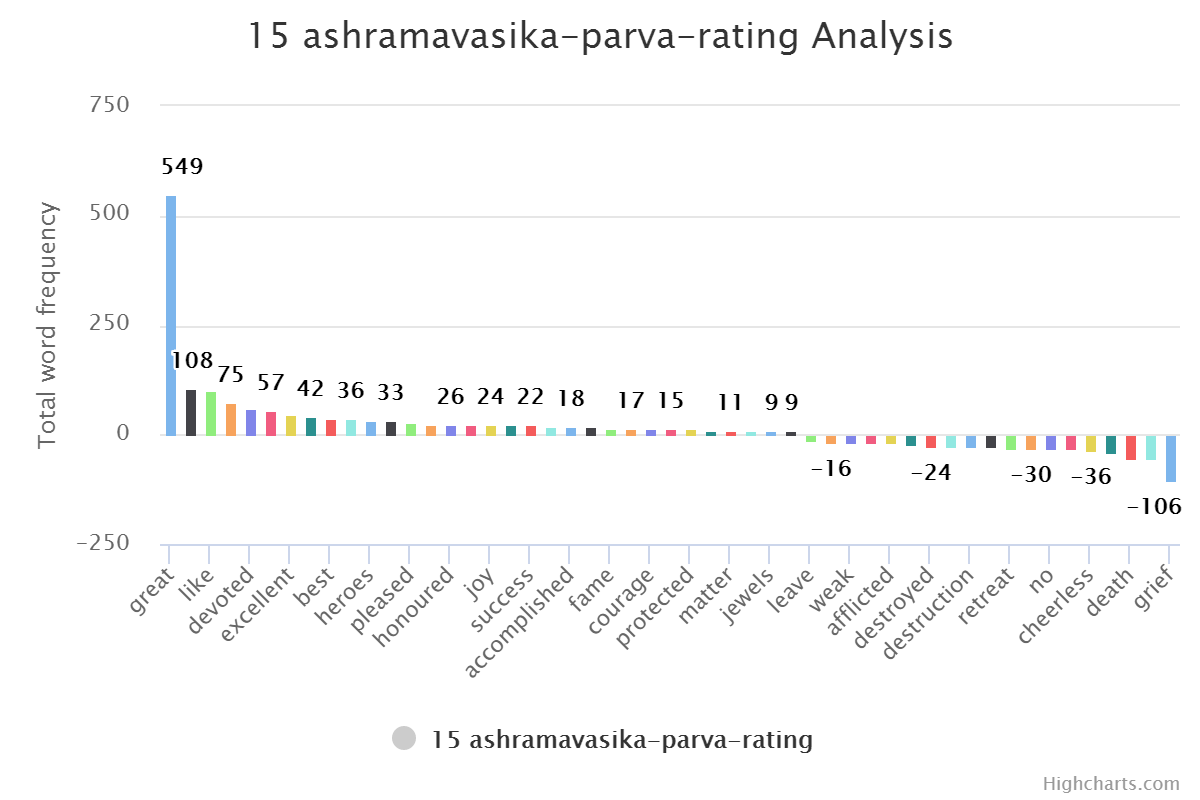 15 ashramavasika-parva-rating Analysis
Total word frequency
750
500
250
0
-250
549
108
75
57
42
36
33
26
24
22
18
17
15
11
9
9
-16
-24
-30
-36
-106
great
like
devoted
excellent
best
heroes
pleased
honoured
joy
success
accomplished
fame
courage
protected
matter
jewels
leave
weak
afflicted
destroyed
destruction
retreat
no
cheerless
death
grief
15 ashramavasika-parva-rating
Highcharts.com